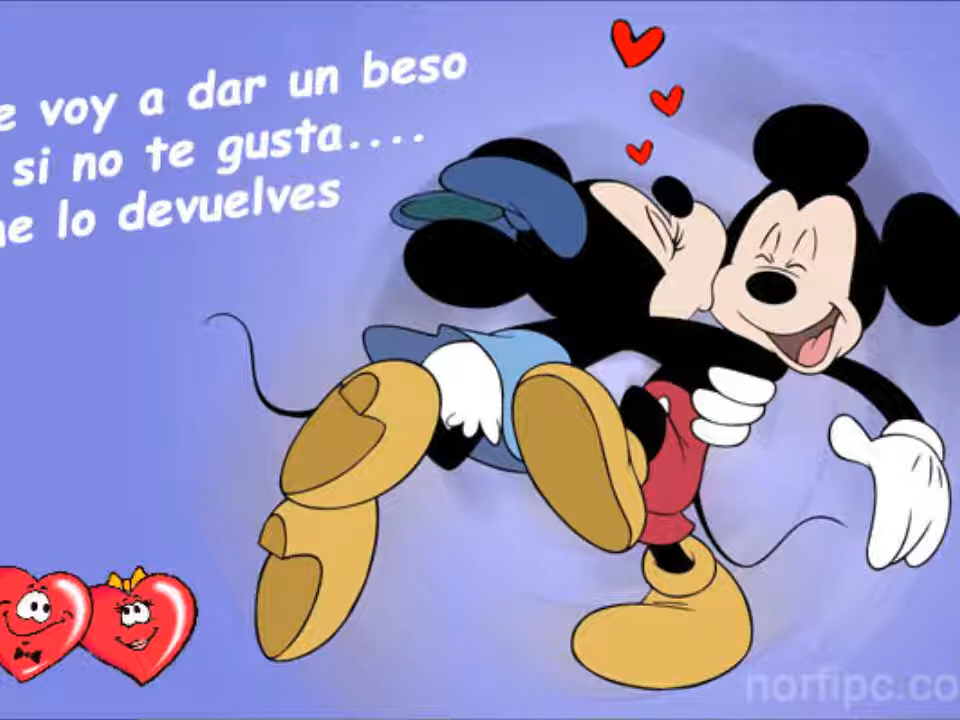 e voy a dar un beso
si no te gusta....
e lo devuelves
norfipc.co